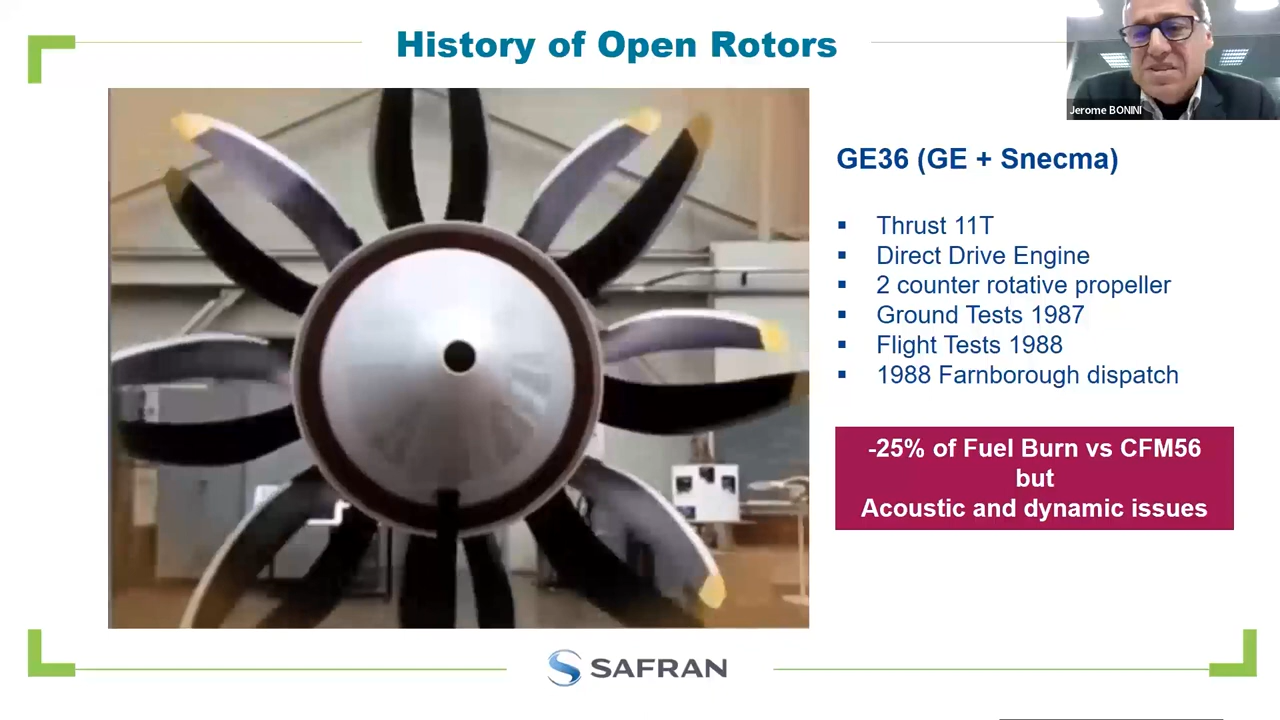 History of Open Rotors
Jerome BONINI
GE36 (GE + Snecma)
▪ Thrust 11T
▪ Direct Drive Engine
▪ 2 counter rotative propeller
▪ Ground Tests 1987
▪ Flight Tests 1988
▪ 1988 Farnborough dispatch
-25% of Fuel Burn vs CFM56
but
Acoustic and dynamic issues
SAFRAN